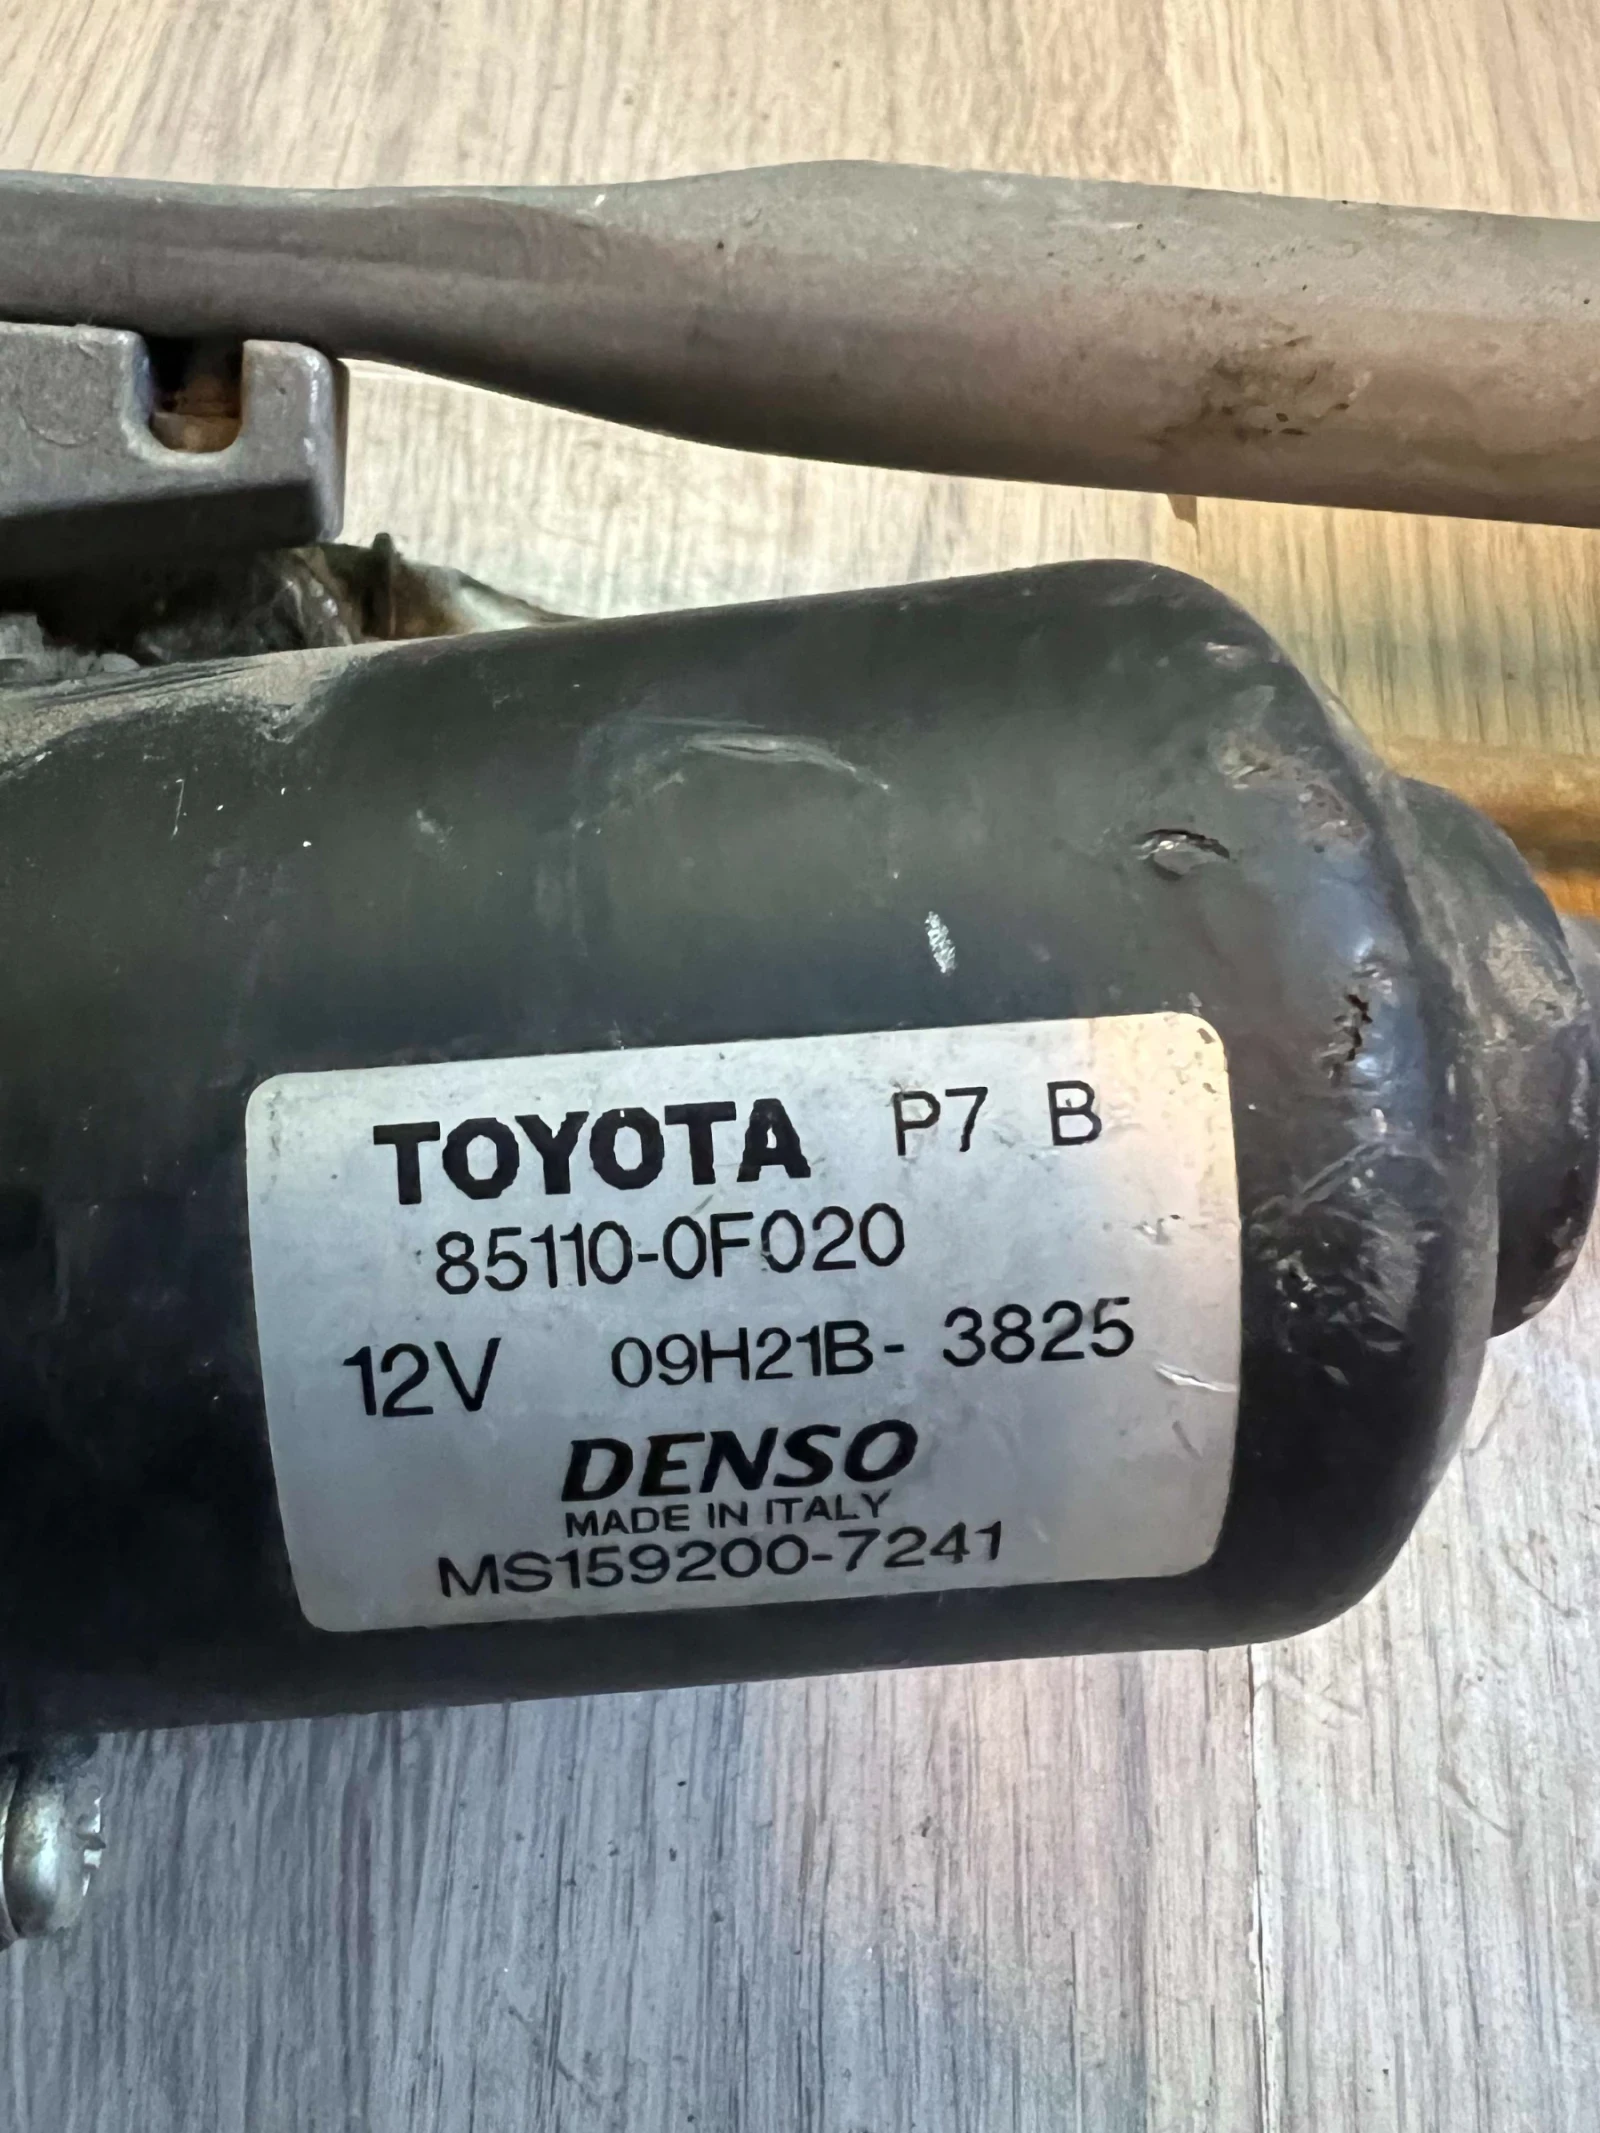 TOYOTA P7 B
85110-0F020
12V 09H21B- 3825
DENSO
MADE IN ITALY
MS159200-7241